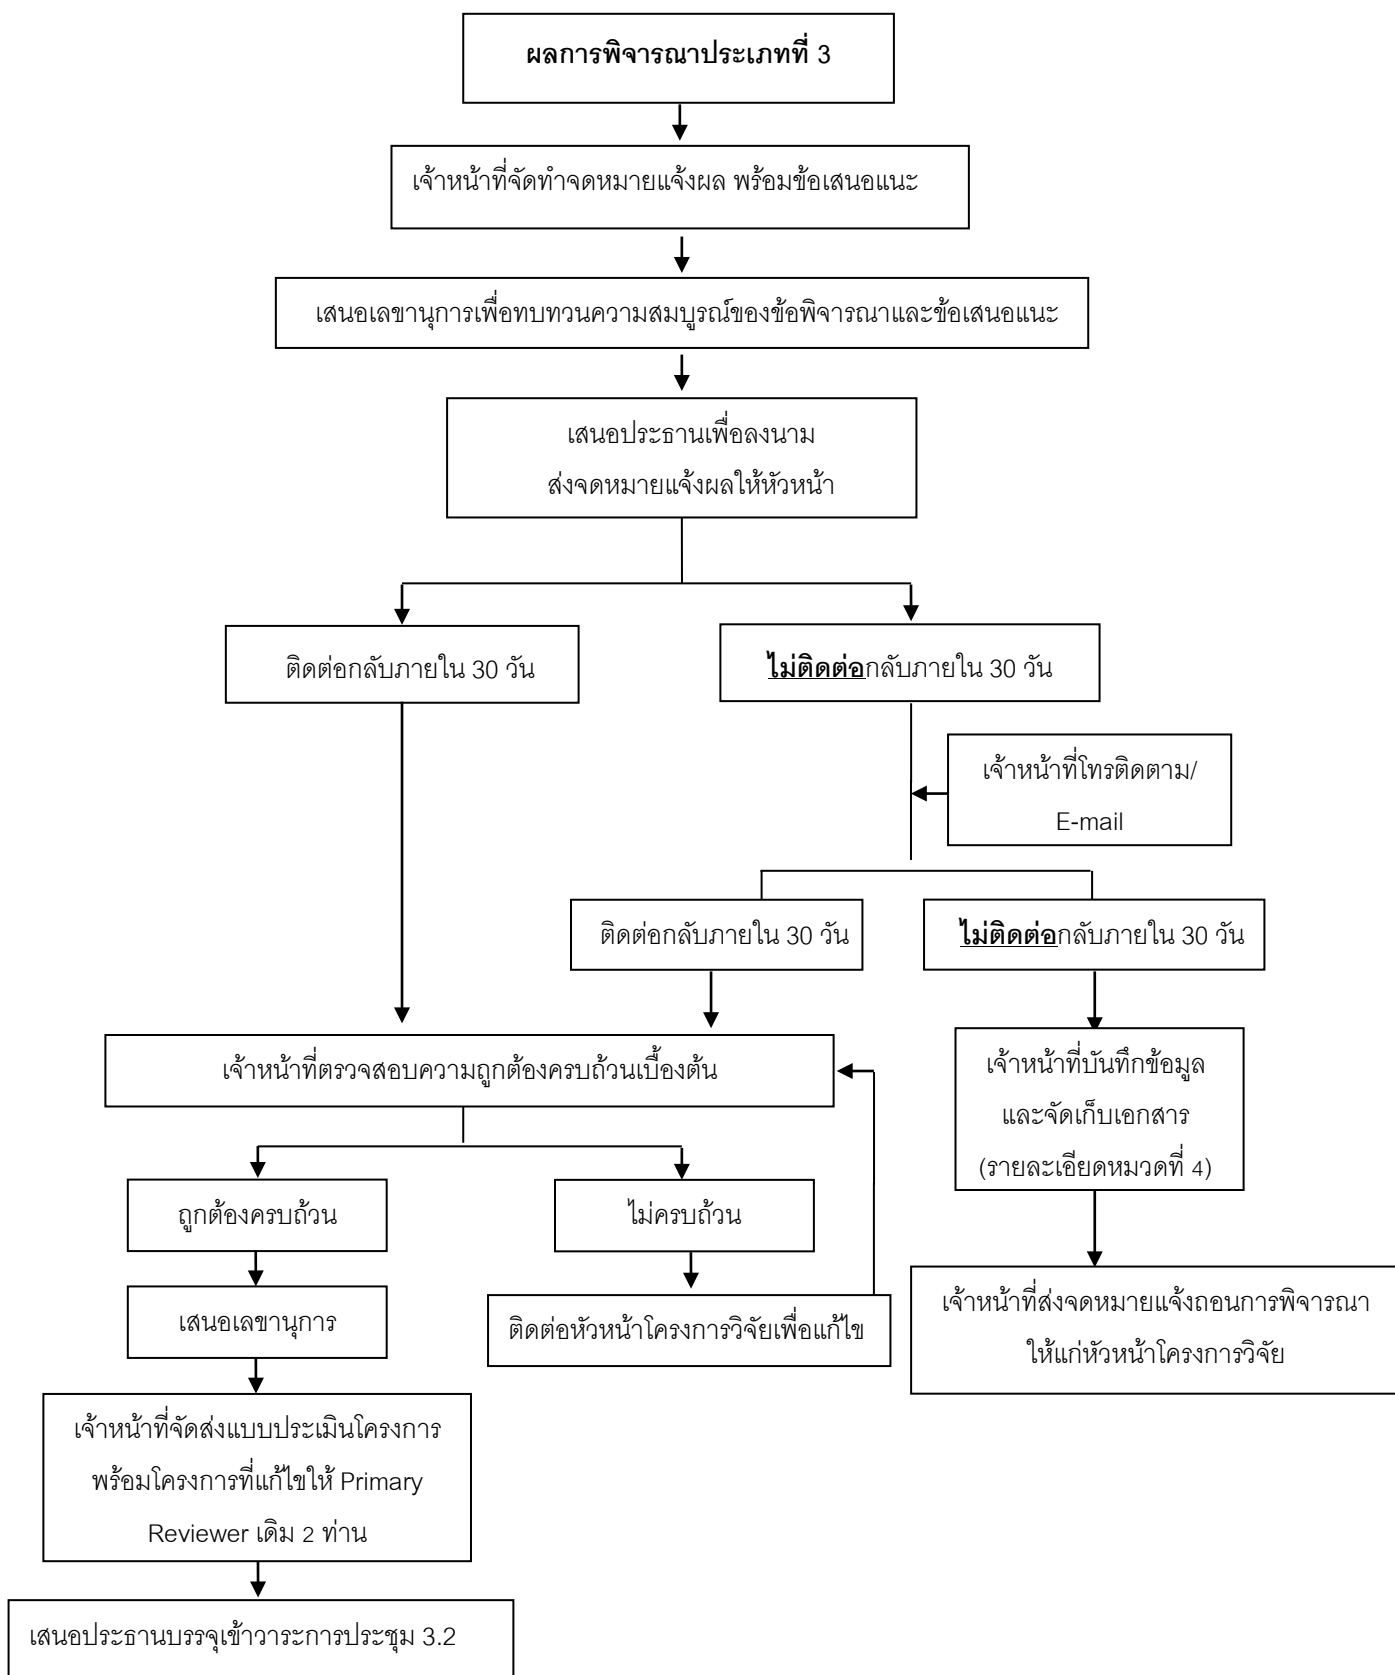 ผลการพิจารณาประเภทที่ 3
เจ้าหน้าที่จัดทำจดหมายแจ้งผล พร้อมข้อเสนอแนะ
เสนอเลขานุการเพื่อทบทวนความสมบูรณ์ของข้อพิจารณาและข้อเสนอแนะ
เสนอประธานเพื่อลงนาม
ส่งจดหมายแจ้งผลให้หัวหน้า
ติดต่อกลับภายใน 30 วัน
ไม่ติดต่อกลับภายใน 30 วัน
เจ้าหน้าที่โทรติดตาม/
E-mail
ติดต่อกลับภายใน 30 วัน
ไม่ติดต่อกลับภายใน 30 วัน
เจ้าหน้าที่ตรวจสอบความถูกต้องครบถ้วนเบื้องต้น
เจ้าหน้าที่บันทึกข้อมูล
และจัดเก็บเอกสาร
(รายละเอียดหมวดที่ 4)
ถูกต้องครบถ้วน
ไม่ครบถ้วน
เสนอเลขานุการ
ติดต่อหัวหน้าโครงการวิจัยเพื่อแก้ไข
เจ้าหน้าที่ส่งจดหมายแจ้งถอนการพิจารณา
ให้แก่หัวหน้าโครงการวิจัย
เจ้าหน้าที่จัดส่งแบบประเมินโครงการ
พร้อมโครงการที่แก้ไขให้ Primary
Reviewer เดิม 2 ท่าน
เสนอประธานบรรจุเข้าวาระการประชุม 3.2